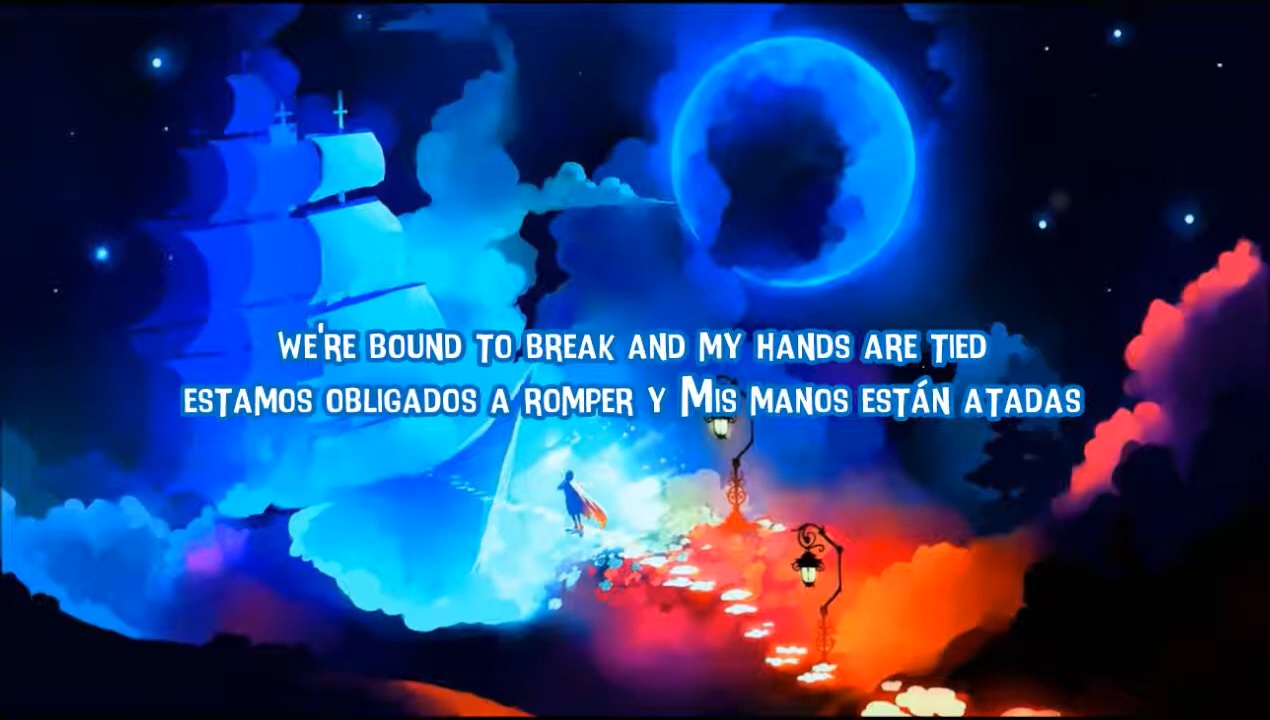 WE'RE BOUND TO BREAK AND MY HANDS ARE TIED
ESTAMOS OBLIGADOS A ROMPER Y MIS MANOS ESTÁN ATADAS